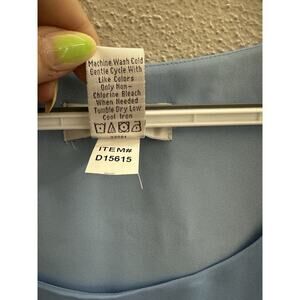 Machine Wash Cold
Gentle Cycle With
Like Colors
Only Non-
Chlorine Bleach
When Needed
Tumble Dry Low
Cool Iron
ITEM#
D15615